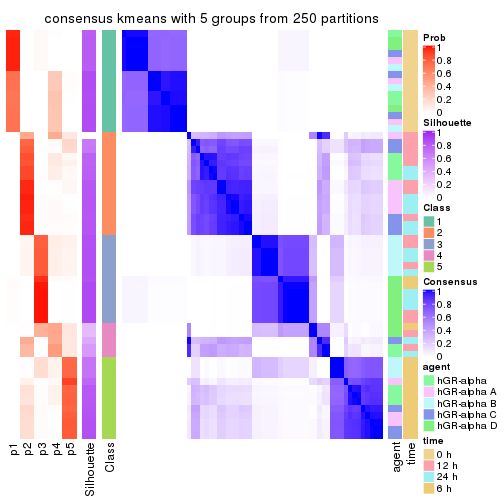 consensus kmeans with 5 groups from 250 partitions
p1
p2
p3
p4
p5
Silhouette
Class
agent
time
Prob
1
0.8
0.6
0.4
0.2
0
Silhouette
1
0.8
0.6
0.4
0.2
0
Class
1
2
3
4
5
Consensus
1
0.8
0.6
0.4
0.2
0
agent
hGR-alpha
hGR-alpha A
hGR-alpha B
hGR-alpha C
hGR-alpha D
time
0 h
12 h
24 h
6 h